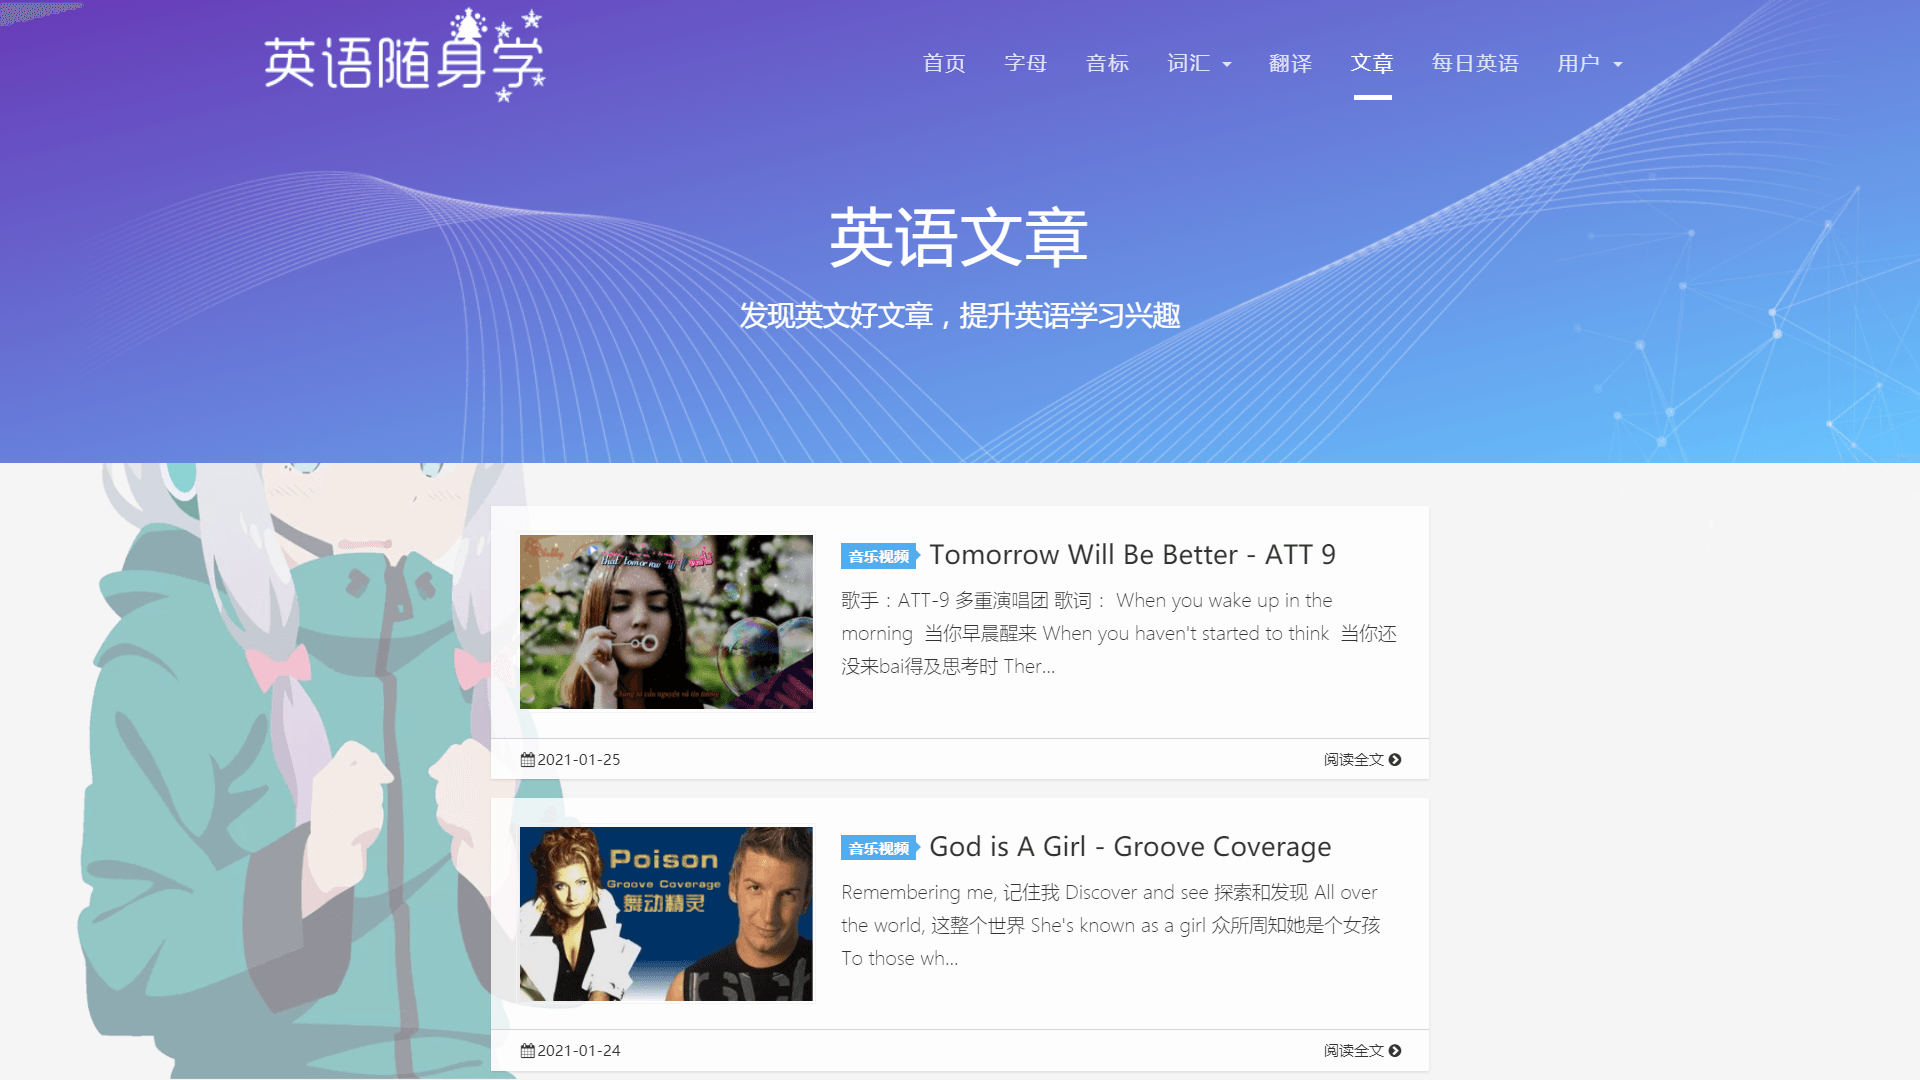 英语随身学
首页 字母 音标 词汇 翻译 文章 每日英语 用户
英语文章
发现英文好文章，提升英语学习兴趣
音乐视频 Tomorrow Will Be Better - ATT 9
歌手：ATT-9 多重演唱团 歌词： When you wake up in the
morning 当你早晨醒来 When you haven't started to think 当你还
没来bai得及思考时 Ther...
that tomorrow
2021-01-25 阅读全文
音乐视频 God is A Girl - Groove Coverage
Poison
Groove Coverage
舞动精灵
Remembering me, 记住我 Discover and see 探索和发现 All over
the world, 这整个世界 She's known as a girl 众所周知她是个女孩
To those wh...
2021-01-24 阅读全文